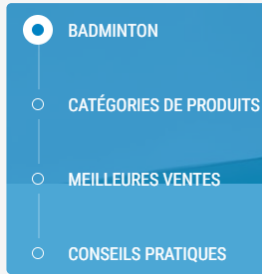 BADMINTON
CATÉGORIES DE PRODUITS
MEILLEURES VENTES
CONSEILS PRATIQUES